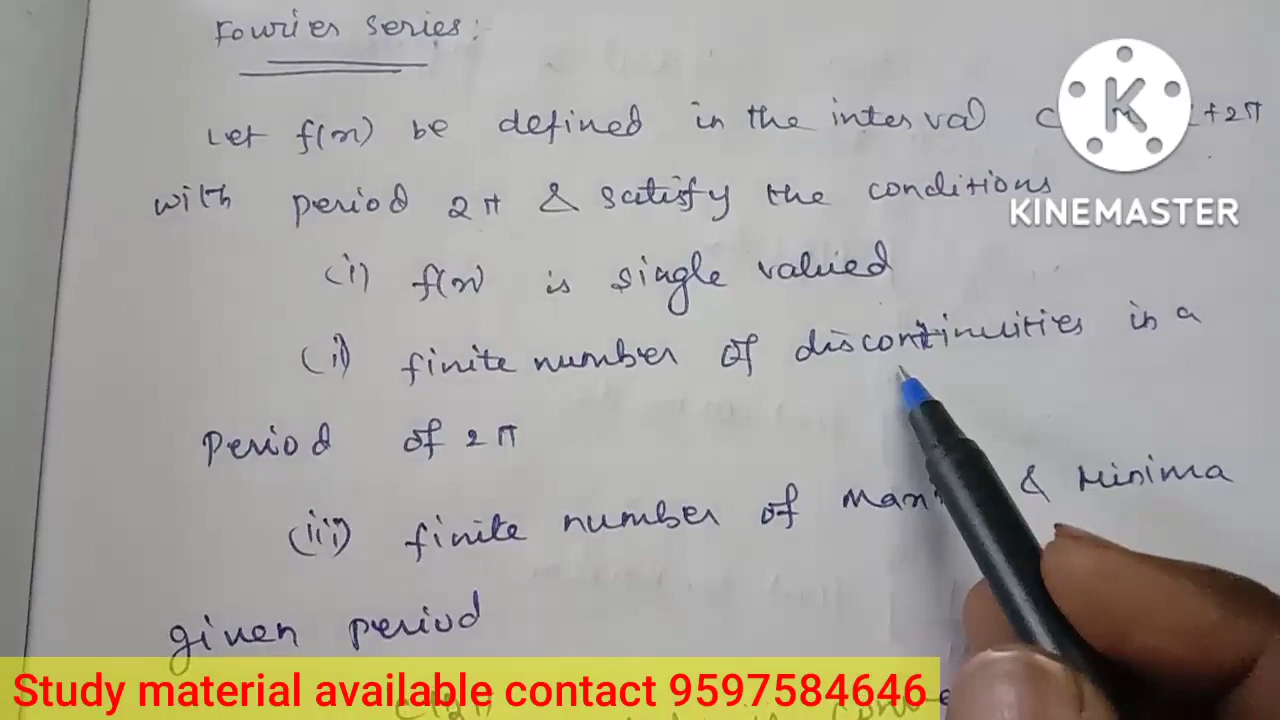 Fourier Series:
Let f(x) be defined in the interval c +2π
with period 2π & satisfy the conditions
KINEMASTER
(i) f(x) is single valued
(ii) finite number of discontinuities in a
period of 2π
(iii) finite number of & Minima
given period
Study material available contact 9597584646